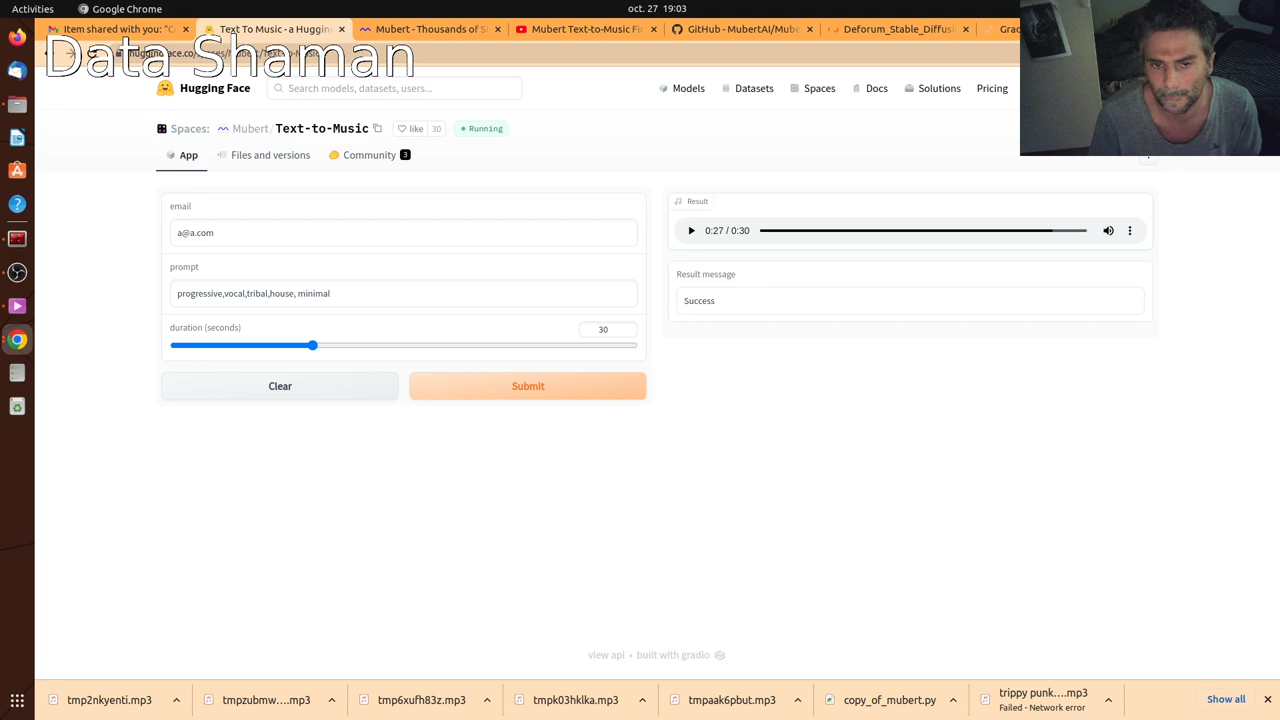 Activities
Google Chrome
oct. 27 19:03
Item shared with you: "C
Text To Music - a Hugging
Mubert - Thousands of S
Mubert Text-to-Music Fi
GitHub - MubertAI/Mube
Deforum_Stable_Diffus
Grac
Data Shaman
Hugging Face
Search models, datasets, users...
Models
Datasets
Spaces
Docs
Solutions
Pricing
Spaces: Mubert/Text-to-Music
like 30
Running
App
Files and versions
Community 3
email
a@a.com
prompt
progressive,vocal,tribal,house, minimal
duration (seconds)
30
Clear
Submit
Result
0:27 / 0:30
Result message
Success
view api • built with gradio
tmp2nkyenti.mp3
tmpzubmw....mp3
tmp6xufh83z.mp3
tmpk03hklka.mp3
tmpaak6pbut.mp3
copy_of_mubert.py
trippy punk....mp3
Failed - Network error
Show all